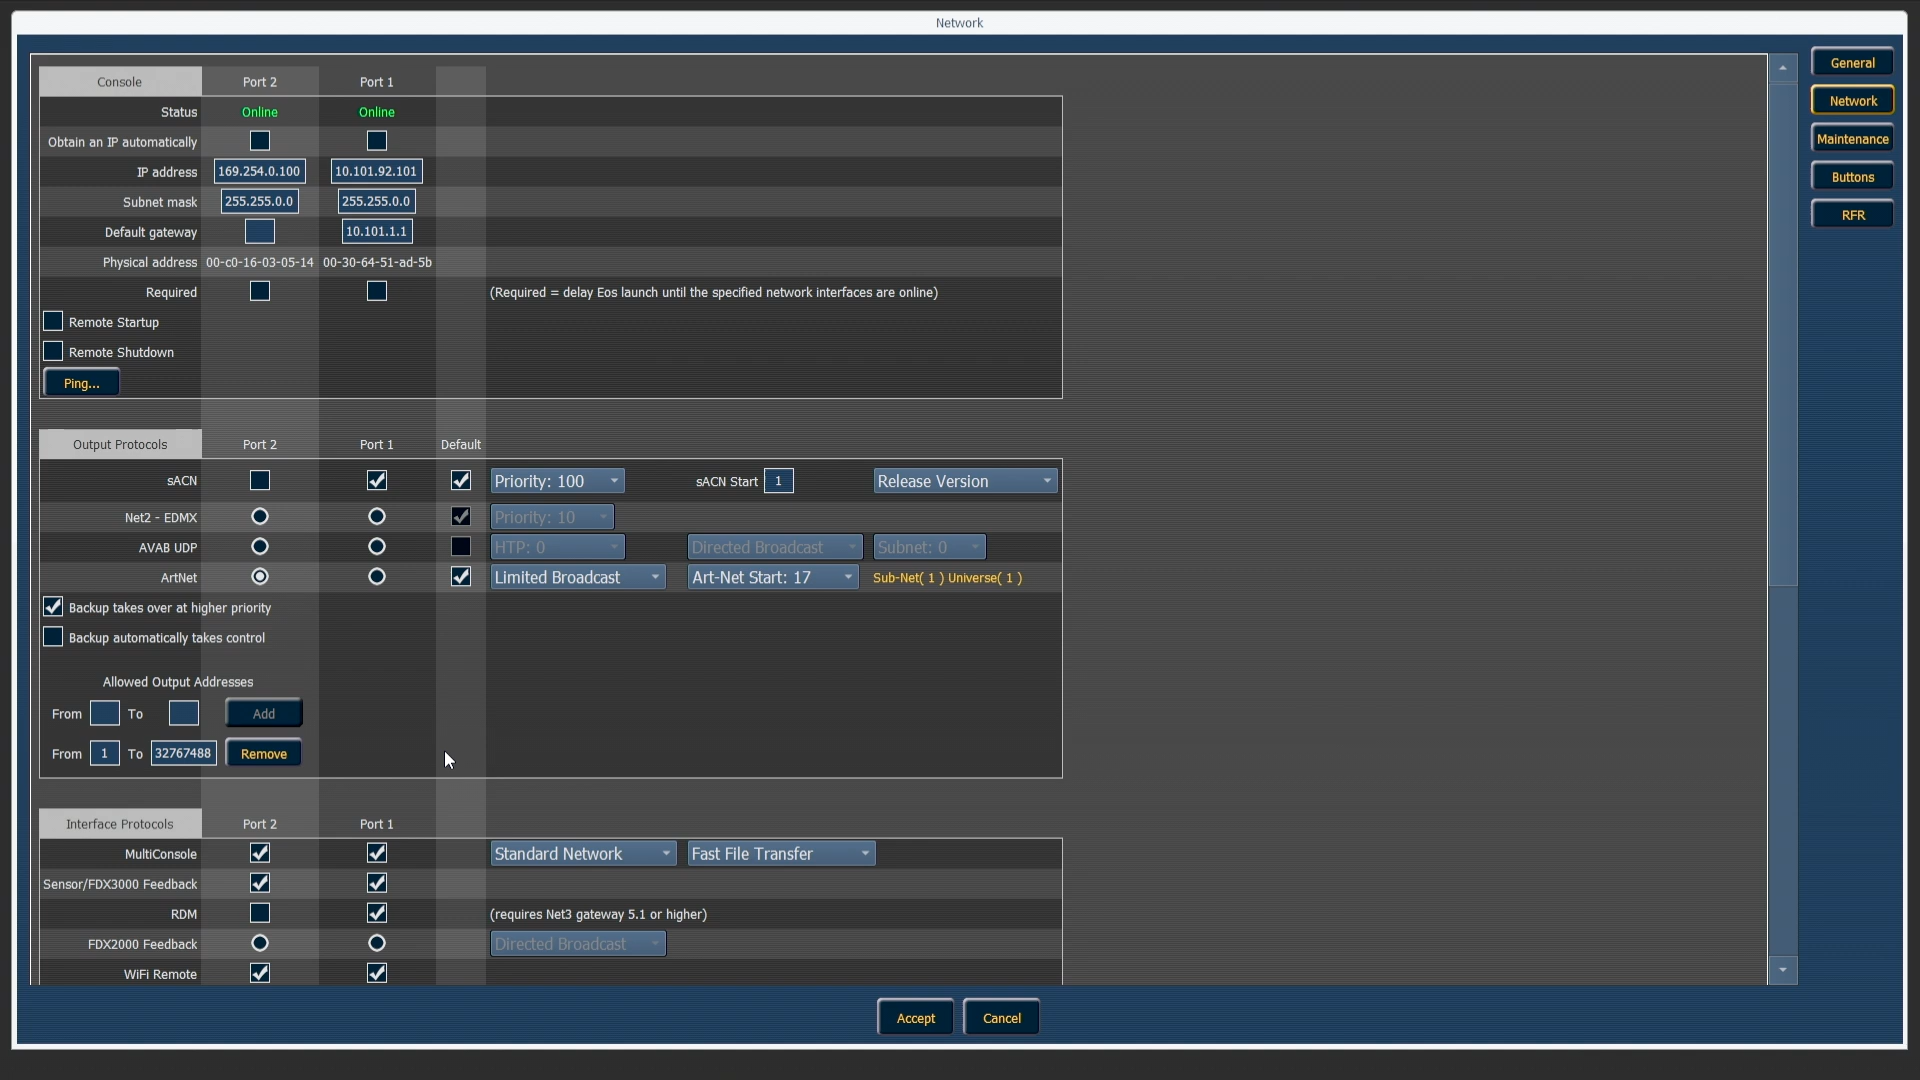 Network
Console Port 2 Port 1
Status Online Online
Obtain an IP automatically
IP address 169.254.0.100 10.101.92.101
Subnet mask 255.255.0.0 255.255.0.0
Default gateway 10.101.1.1
Physical address 00-c0-16-03-05-14 00-30-64-51-ad-5b
Required (Required = delay Eos launch until the specified network interfaces are online)
Remote Startup
Remote Shutdown
Ping...
Output Protocols Port 2 Port 1 Default
sACN Priority: 100 sACN Start 1 Release Version
Net2 - EDMX Priority: 10
AVAB UDP HTP: 0 Directed Broadcast Subnet: 0
ArtNet Limited Broadcast Art-Net Start: 17 Sub-Net( 1 ) Universe( 1 )
Backup takes over at higher priority
Backup automatically takes control
Allowed Output Addresses
From To Add
From 1 To 32767488 Remove
Interface Protocols Port 2 Port 1
MultiConsole Standard Network Fast File Transfer
Sensor/FDX3000 Feedback
RDM (requires Net3 gateway 5.1 or higher)
FDX2000 Feedback Directed Broadcast
WiFi Remote
Accept Cancel
General
Network
Maintenance
Buttons
RFR